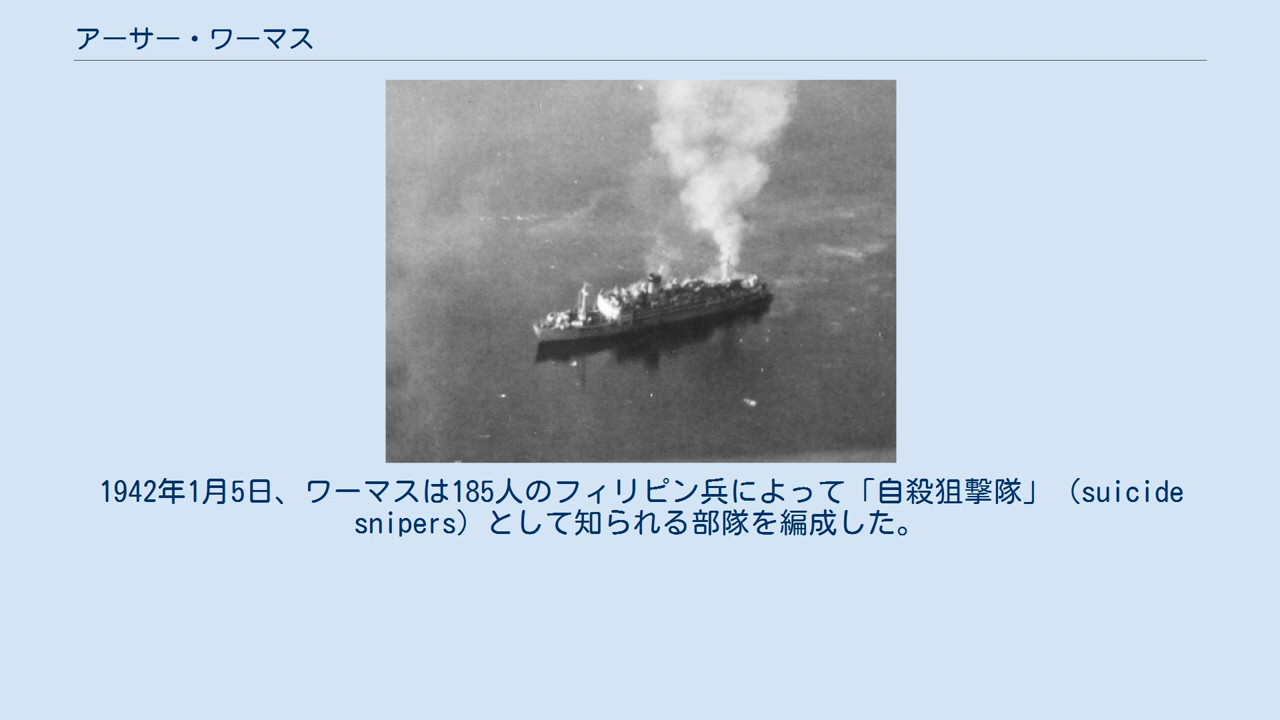 アーサー・ワーマス
1942年1月5日、ワーマスは185人のフィリピン兵によって「自殺狙撃隊」（suicide
snipers）として知られる部隊を編成した。